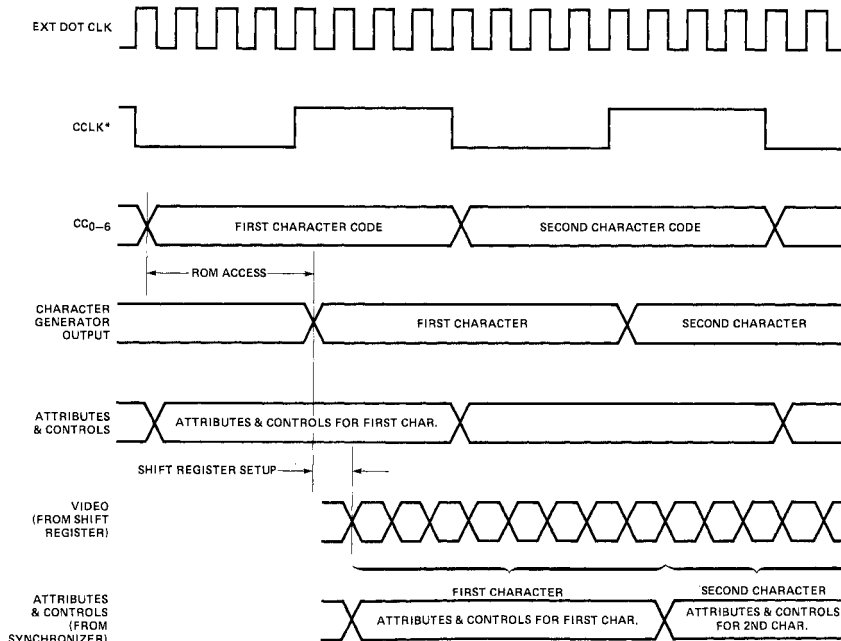 EXT DOT CLK
CCLK*
CC0–6
FIRST CHARACTER CODE
SECOND CHARACTER CODE
ROM ACCESS
CHARACTER
GENERATOR
OUTPUT
FIRST CHARACTER
SECOND CHARACTER
ATTRIBUTES
& CONTROLS
ATTRIBUTES & CONTROLS FOR FIRST CHAR.
SHIFT REGISTER SETUP
VIDEO
(FROM SHIFT
REGISTER)
FIRST CHARACTER
SECOND CHARACTER
ATTRIBUTES
& CONTROLS
(FROM
SYNCHRONIZER)
ATTRIBUTES & CONTROLS FOR FIRST CHAR.
ATTRIBUTES & CONTROLS
FOR 2ND CHAR.